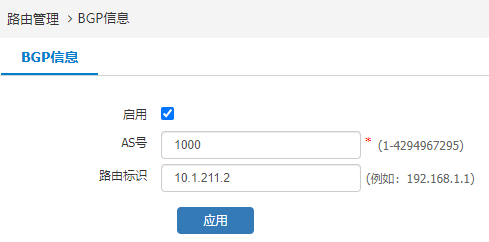 路由管理 > BGP信息
BGP信息
启用
AS号 1000 * (1-4294967295)
路由标识 10.1.211.2 (例如：192.168.1.1)
应用